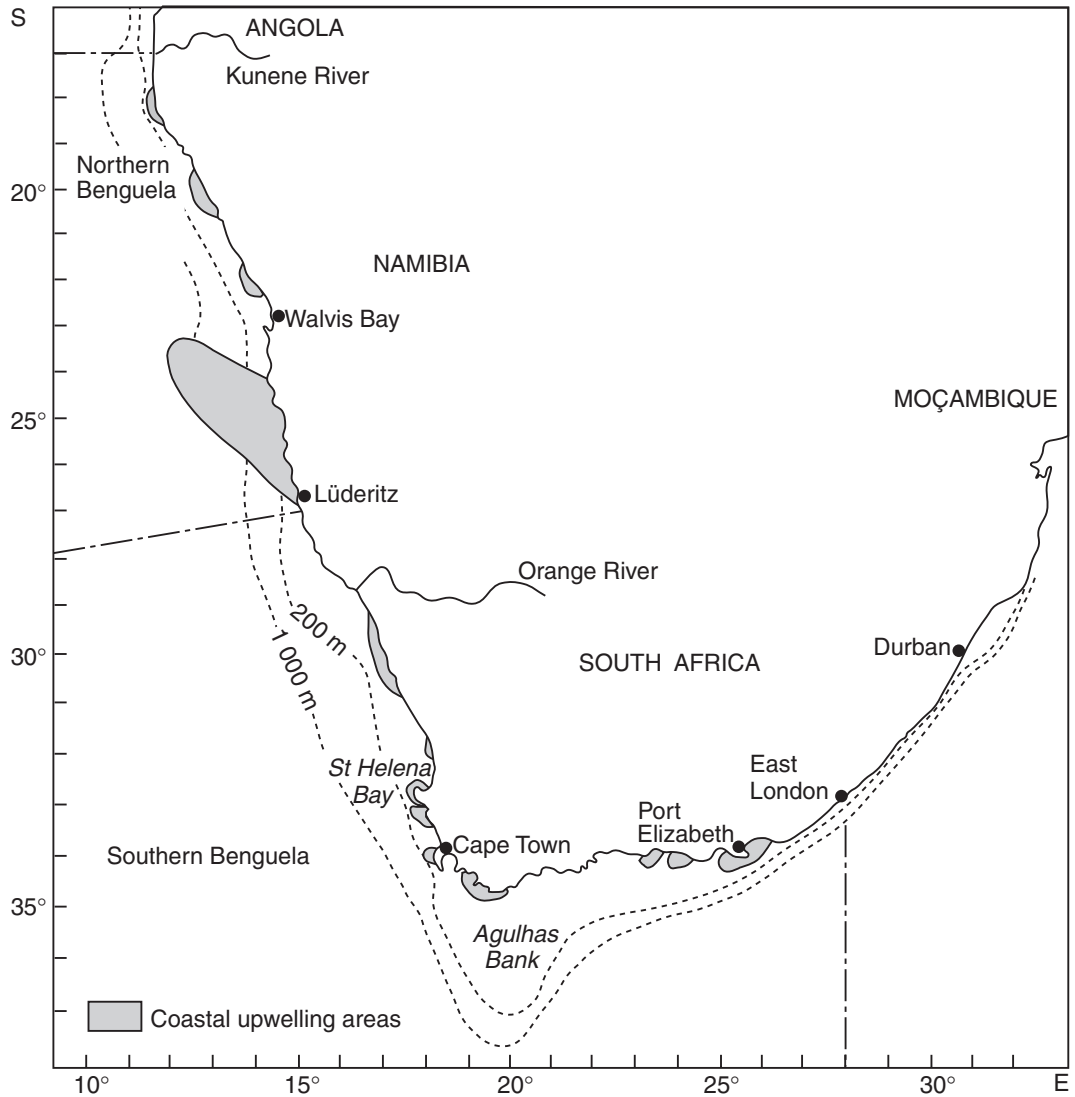 S
ANGOLA
Kunene River
Northern
Benguela
20°
NAMIBIA
Walvis Bay
MOÇAMBIQUE
25°
Lüderitz
Orange River
200 m
1 000 m
30°
Durban
SOUTH AFRICA
St Helena
Bay
East
London
Port
Elizabeth
Cape Town
Southern Benguela
35°
Agulhas
Bank
Coastal upwelling areas
10°
15°
20°
25°
30°
E